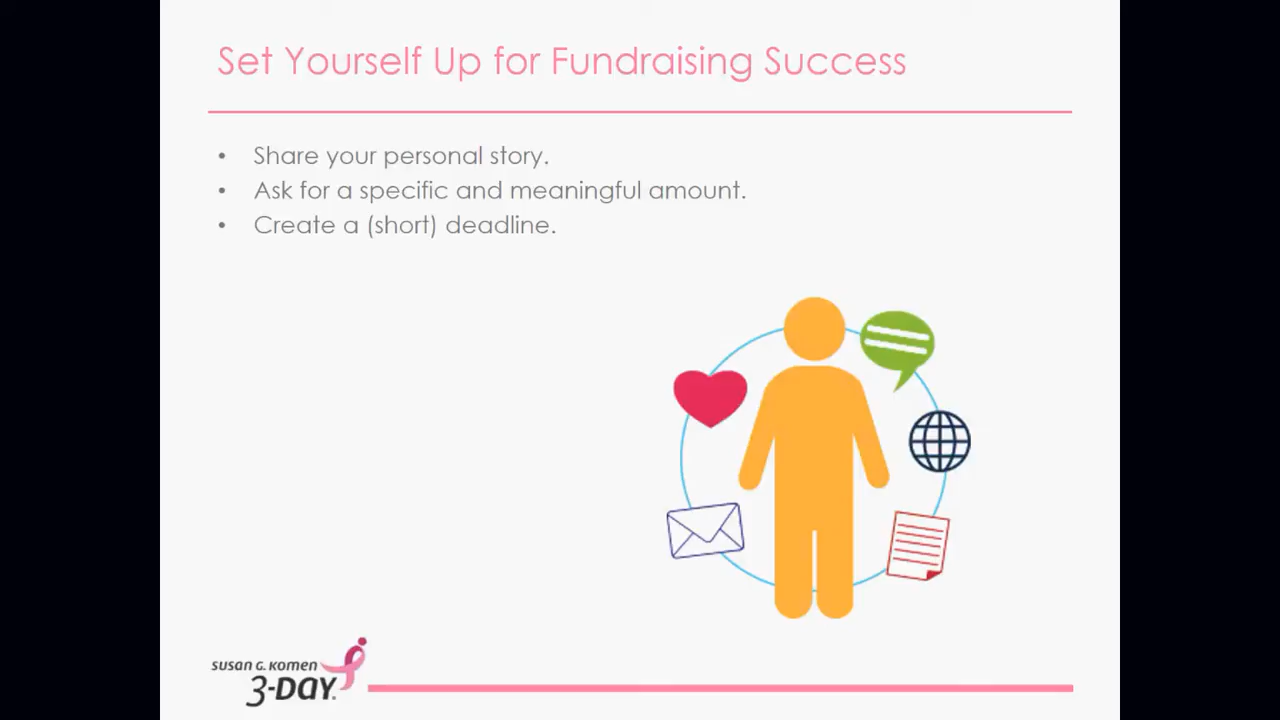 Set Yourself Up for Fundraising Success
• Share your personal story.
• Ask for a specific and meaningful amount.
• Create a (short) deadline.
SUSAN G. KOMEN
3-DAY.